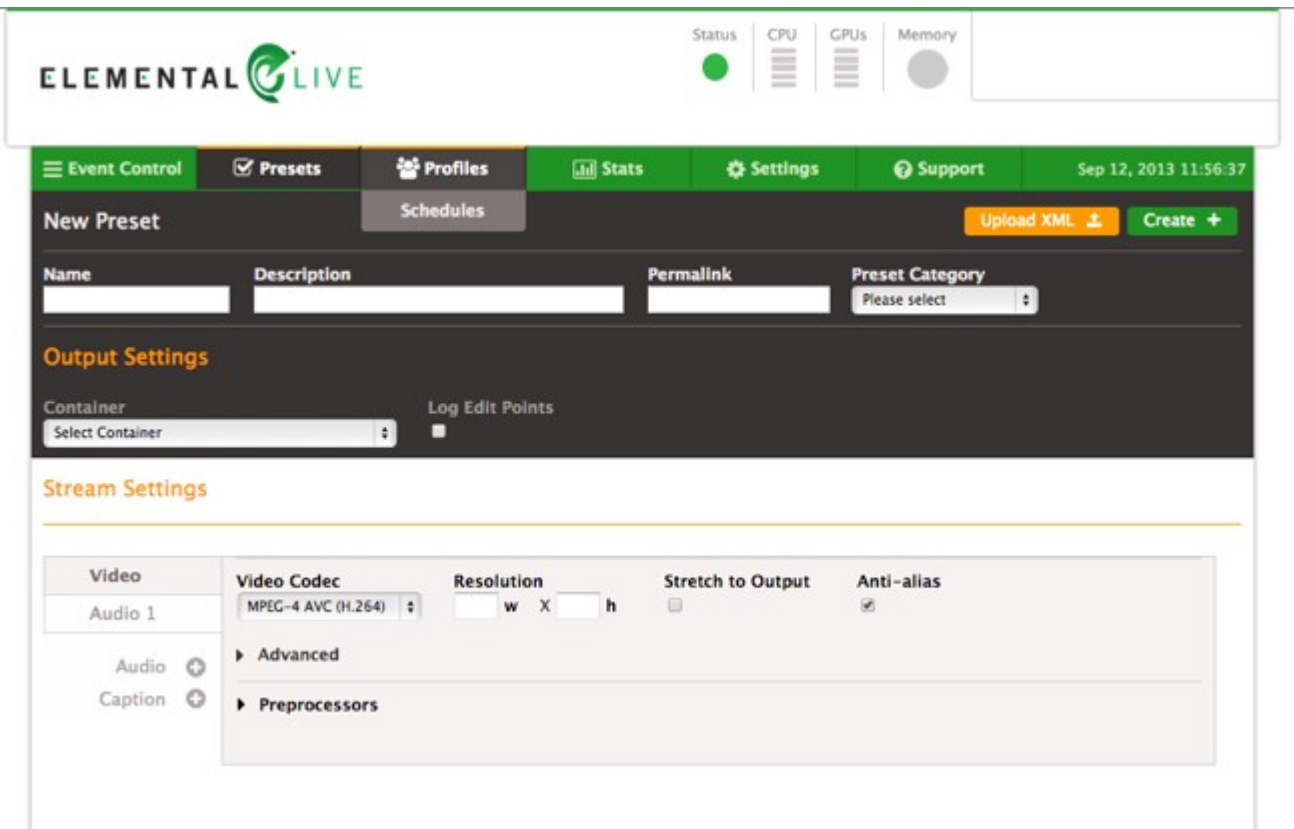 Status CPU GPUs Memory
ELEMENTAL LIVE
Event Control Presets Profiles Stats Settings Support Sep 12, 2013 11:56:37
Schedules
New Preset Upload XML Create +
Name Description Permalink Preset Category
Please select
Output Settings
Container Log Edit Points
Select Container
Stream Settings
Video Video Codec Resolution Stretch to Output Anti-alias
MPEG-4 AVC (H.264) w X h
Audio 1
Advanced
Audio
Caption Preprocessors